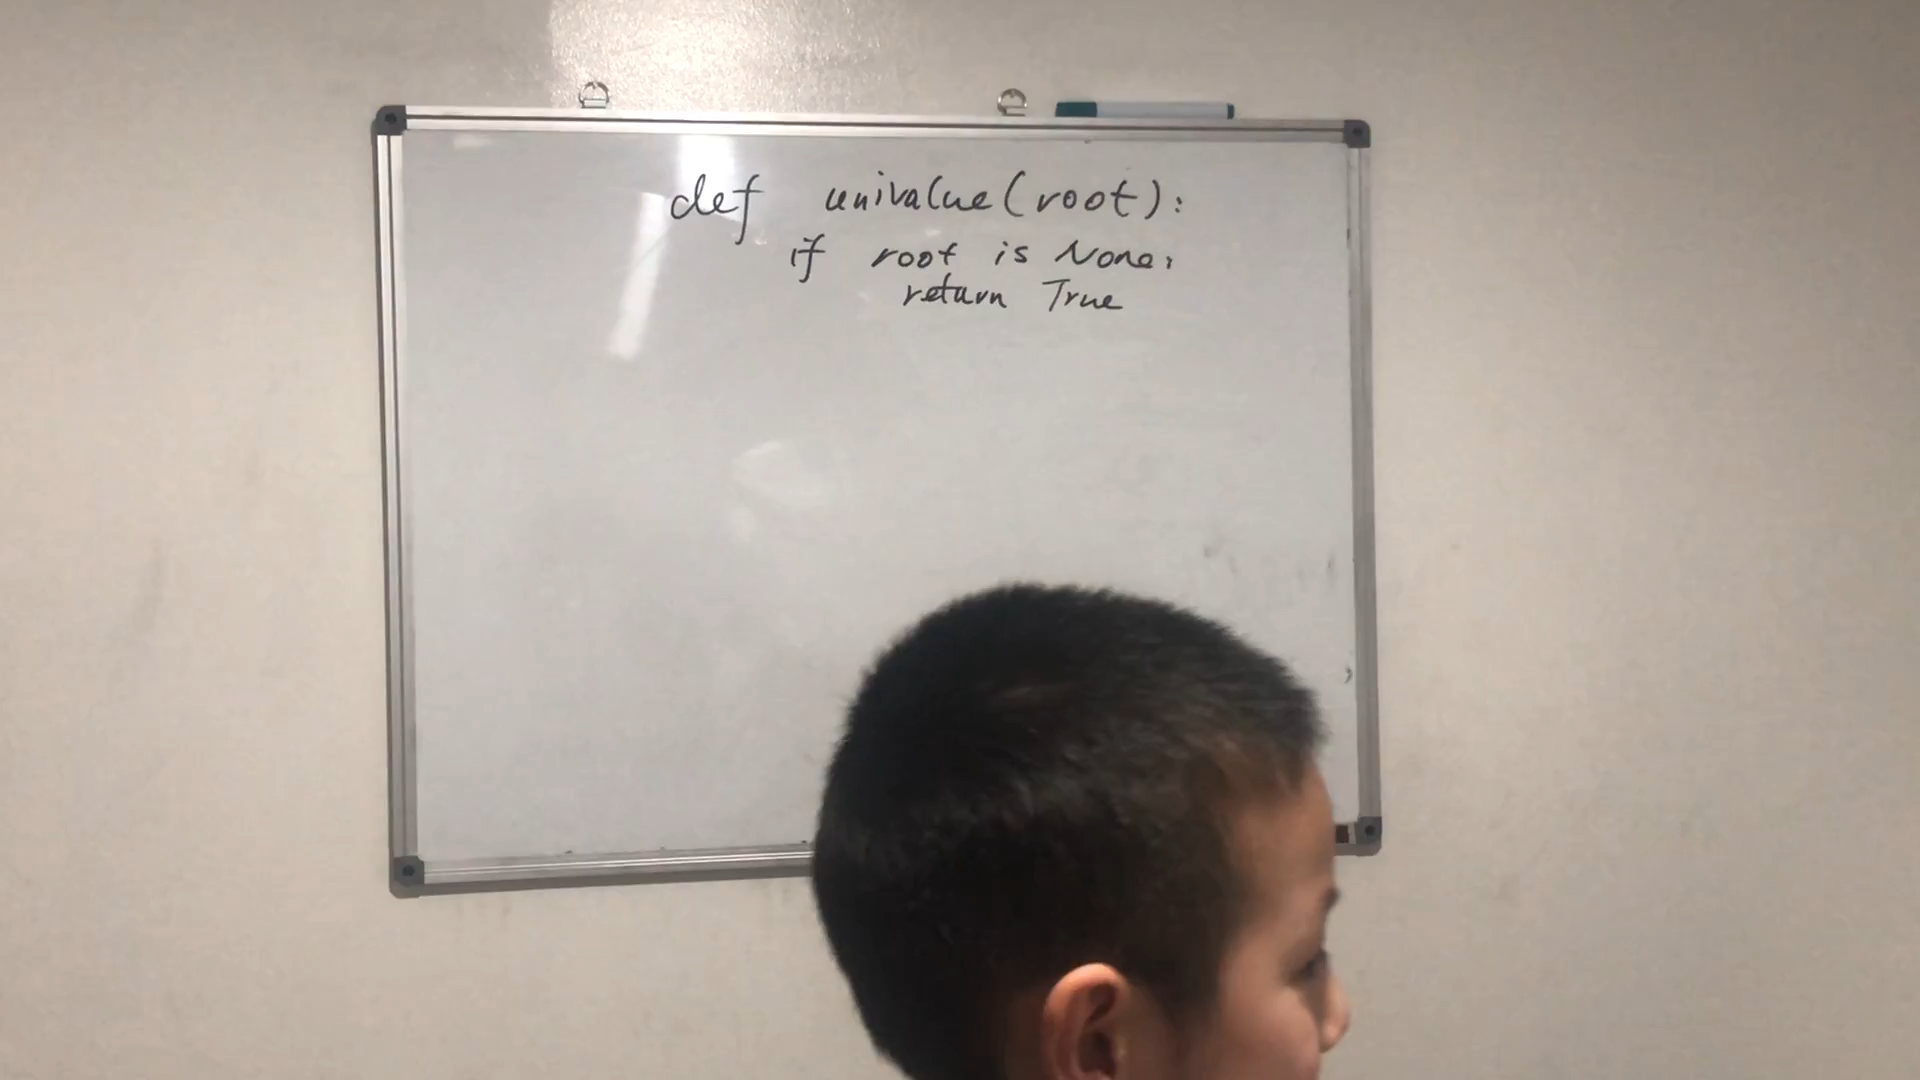 def univalue(root):
if root is None:
return True